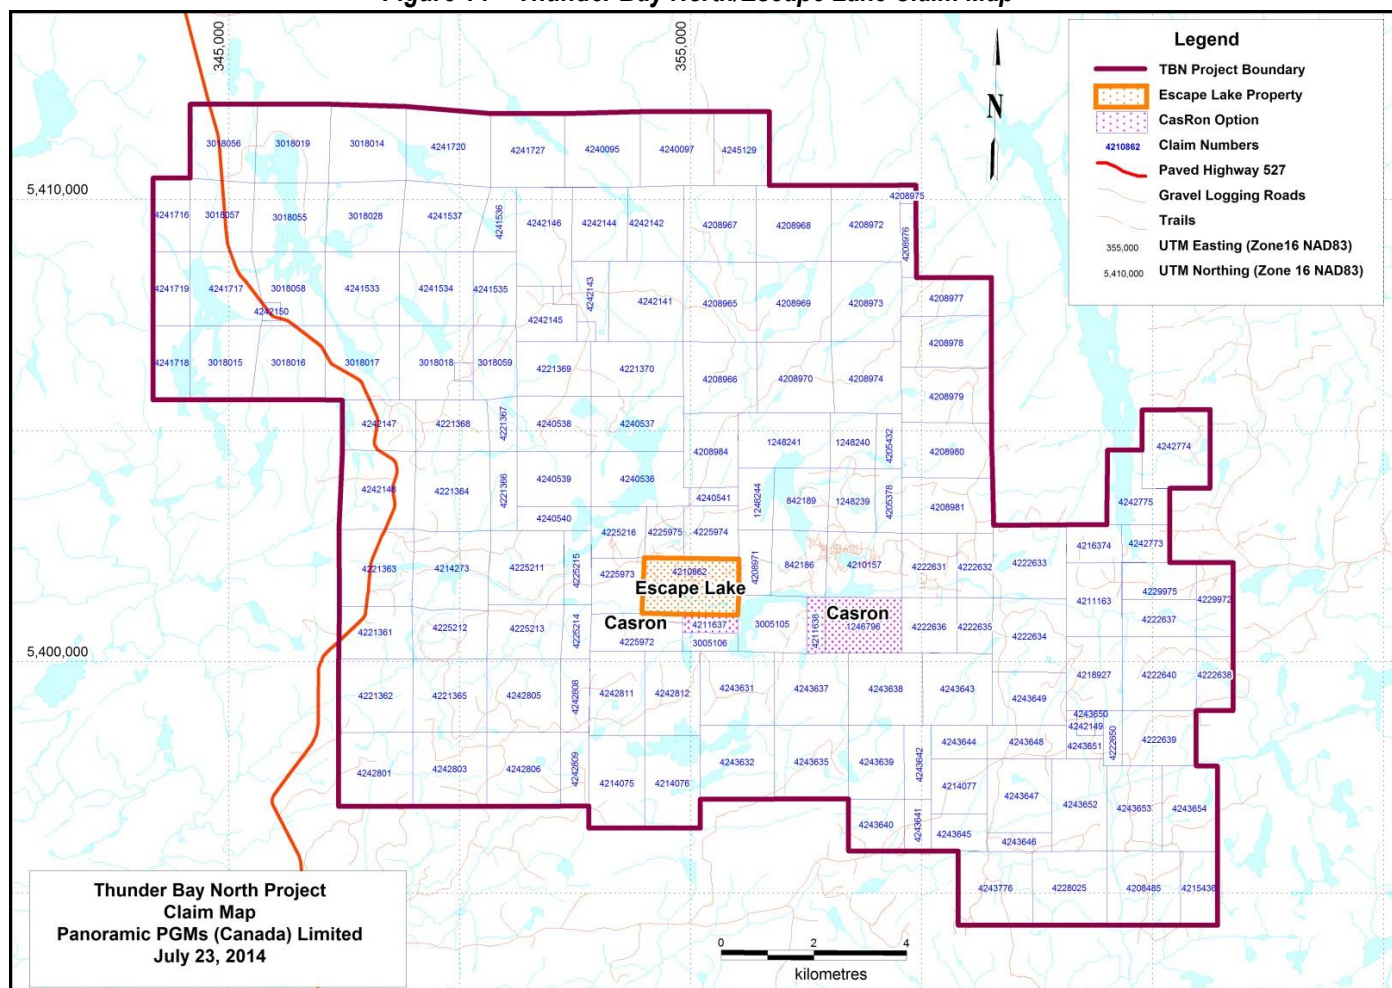 345,000
355,000
N
Legend
TBN Project Boundary
Escape Lake Property
CasRon Option
4210862 Claim Numbers
Paved Highway 527
Gravel Logging Roads
Trails
355,000 UTM Easting (Zone16 NAD83)
5,410,000 UTM Northing (Zone 16 NAD83)
3018056 3018019 3018014 4241720 4241727 4240095 4240097 4245129
5,410,000
4208975
4241716 3018057 3018055 3018028 4241537 4241536 4242146 4242144 4242142 4208967 4208968 4208972 4208976
4241719 4241717 3018058 4241533 4241534 4241535 4242143 4242141 4208965 4208969 4208973 4208977
4242150 4242145
4208978
4241718 3018015 3018016 3018017 3018018 3018059 4221369 4221370 4208966 4208970 4208974
4208979
4242147 4221368 4221367 4240538 4240537
1248241 1248240 4205432 4208984 4208980
4242774
4242148 4221364 4221366 4240539 4240536 4240541 1248244 842189 1248239 4205378 4208981 4242775
4240540
4225216 4225975 4225974
4216374 4242773
4221363 4214273 4225211 4225215 4225973 4210862 4208971 842186 4210157 4222631 4222632 4222633
Escape Lake
4211163 4229975 4229972
4222637
Casron Casron
4221361 4225212 4225213 4225214 4225972 4211637 3005106 3005105 4211638 1246796 4222636 4222635 4222634
5,400,000
4221362 4221365 4242805 4242808 4242811 4242812 4243631 4243637 4243638 4243643 4243649 4218927 4222640 4222638
4243650
4242149
4243651 4222650 4222639
4242801 4242803 4242806 4242809 4214075 4214076 4243632 4243635 4243639 4243642 4243644 4243648
4214077 4243647 4243652 4243653 4243654
4243640 4243641 4243645 4243646
4243776 4228025 4208485 4215436
Thunder Bay North Project
Claim Map
Panoramic PGMs (Canada) Limited
July 23, 2014
0 2 4
kilometres